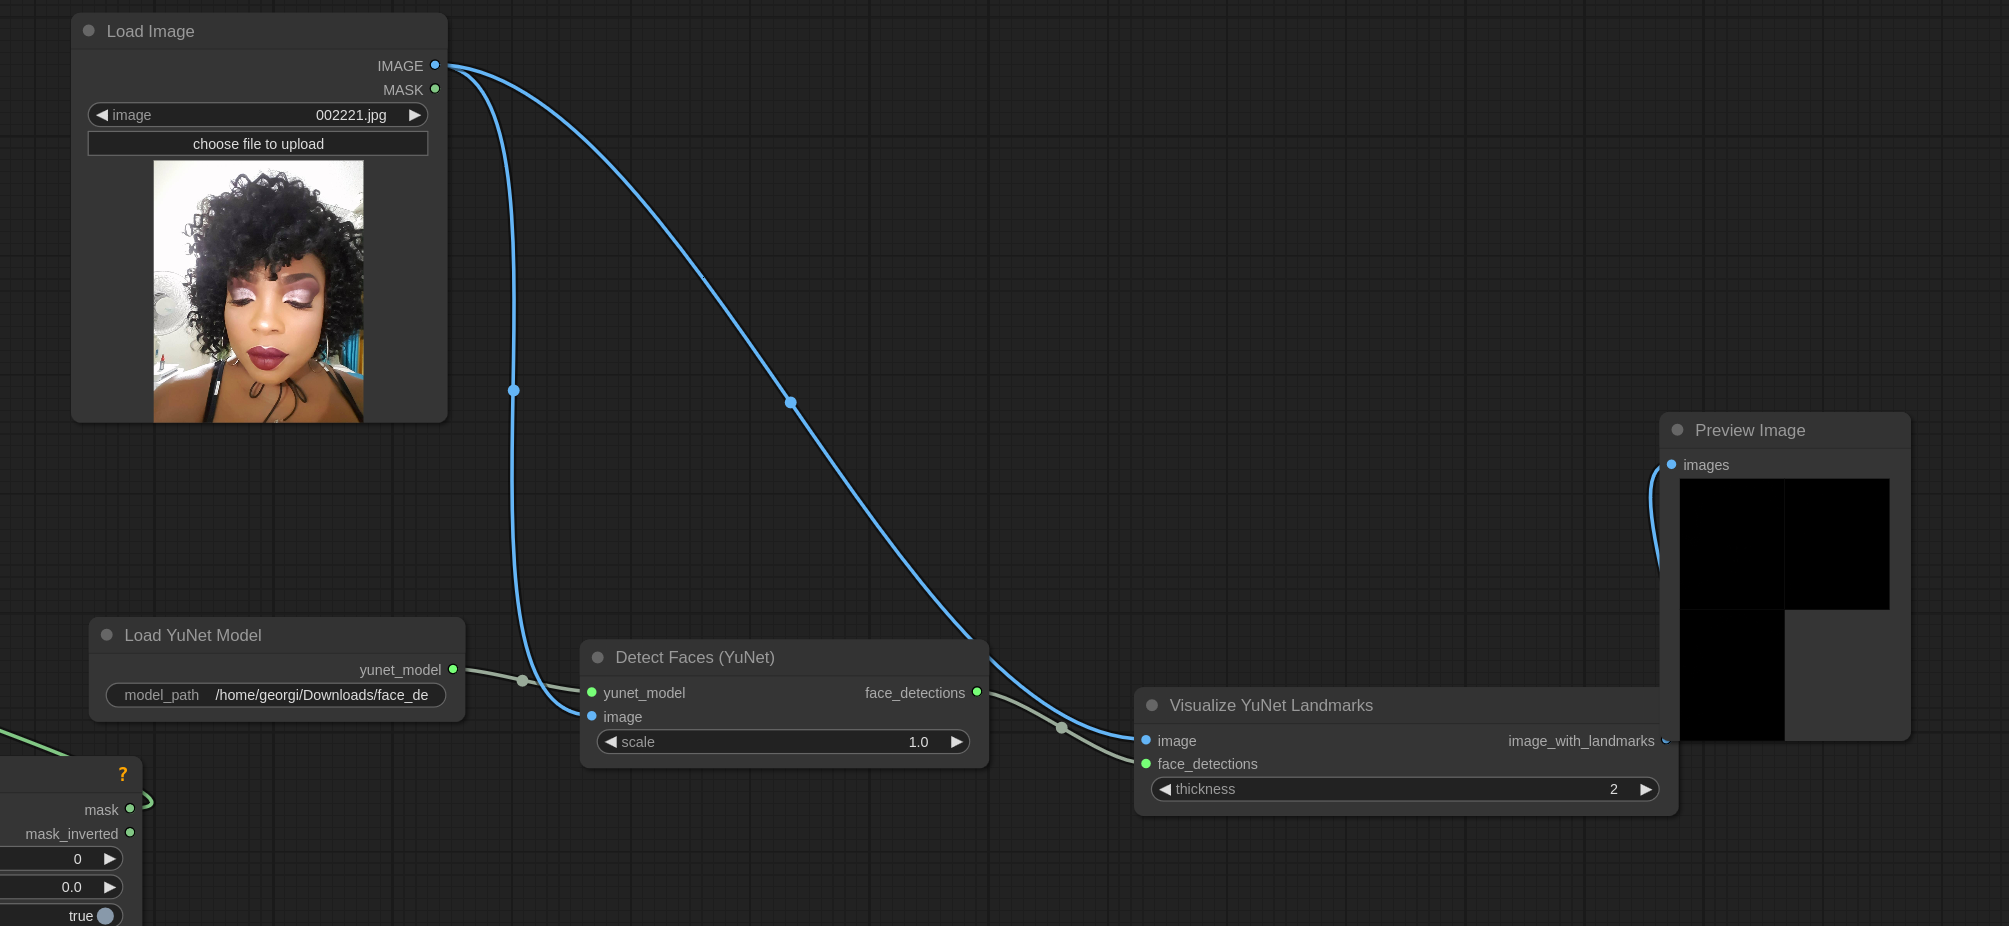 Load Image
IMAGE
MASK
image 002221.jpg
choose file to upload
Preview Image
images
Load YuNet Model
yunet_model
model_path /home/georgi/Downloads/face_de
Detect Faces (YuNet)
yunet_model face_detections
image
scale 1.0
Visualize YuNet Landmarks
image image_with_landmarks
face_detections
thickness 2
?
mask
mask_inverted
0
0.0
true